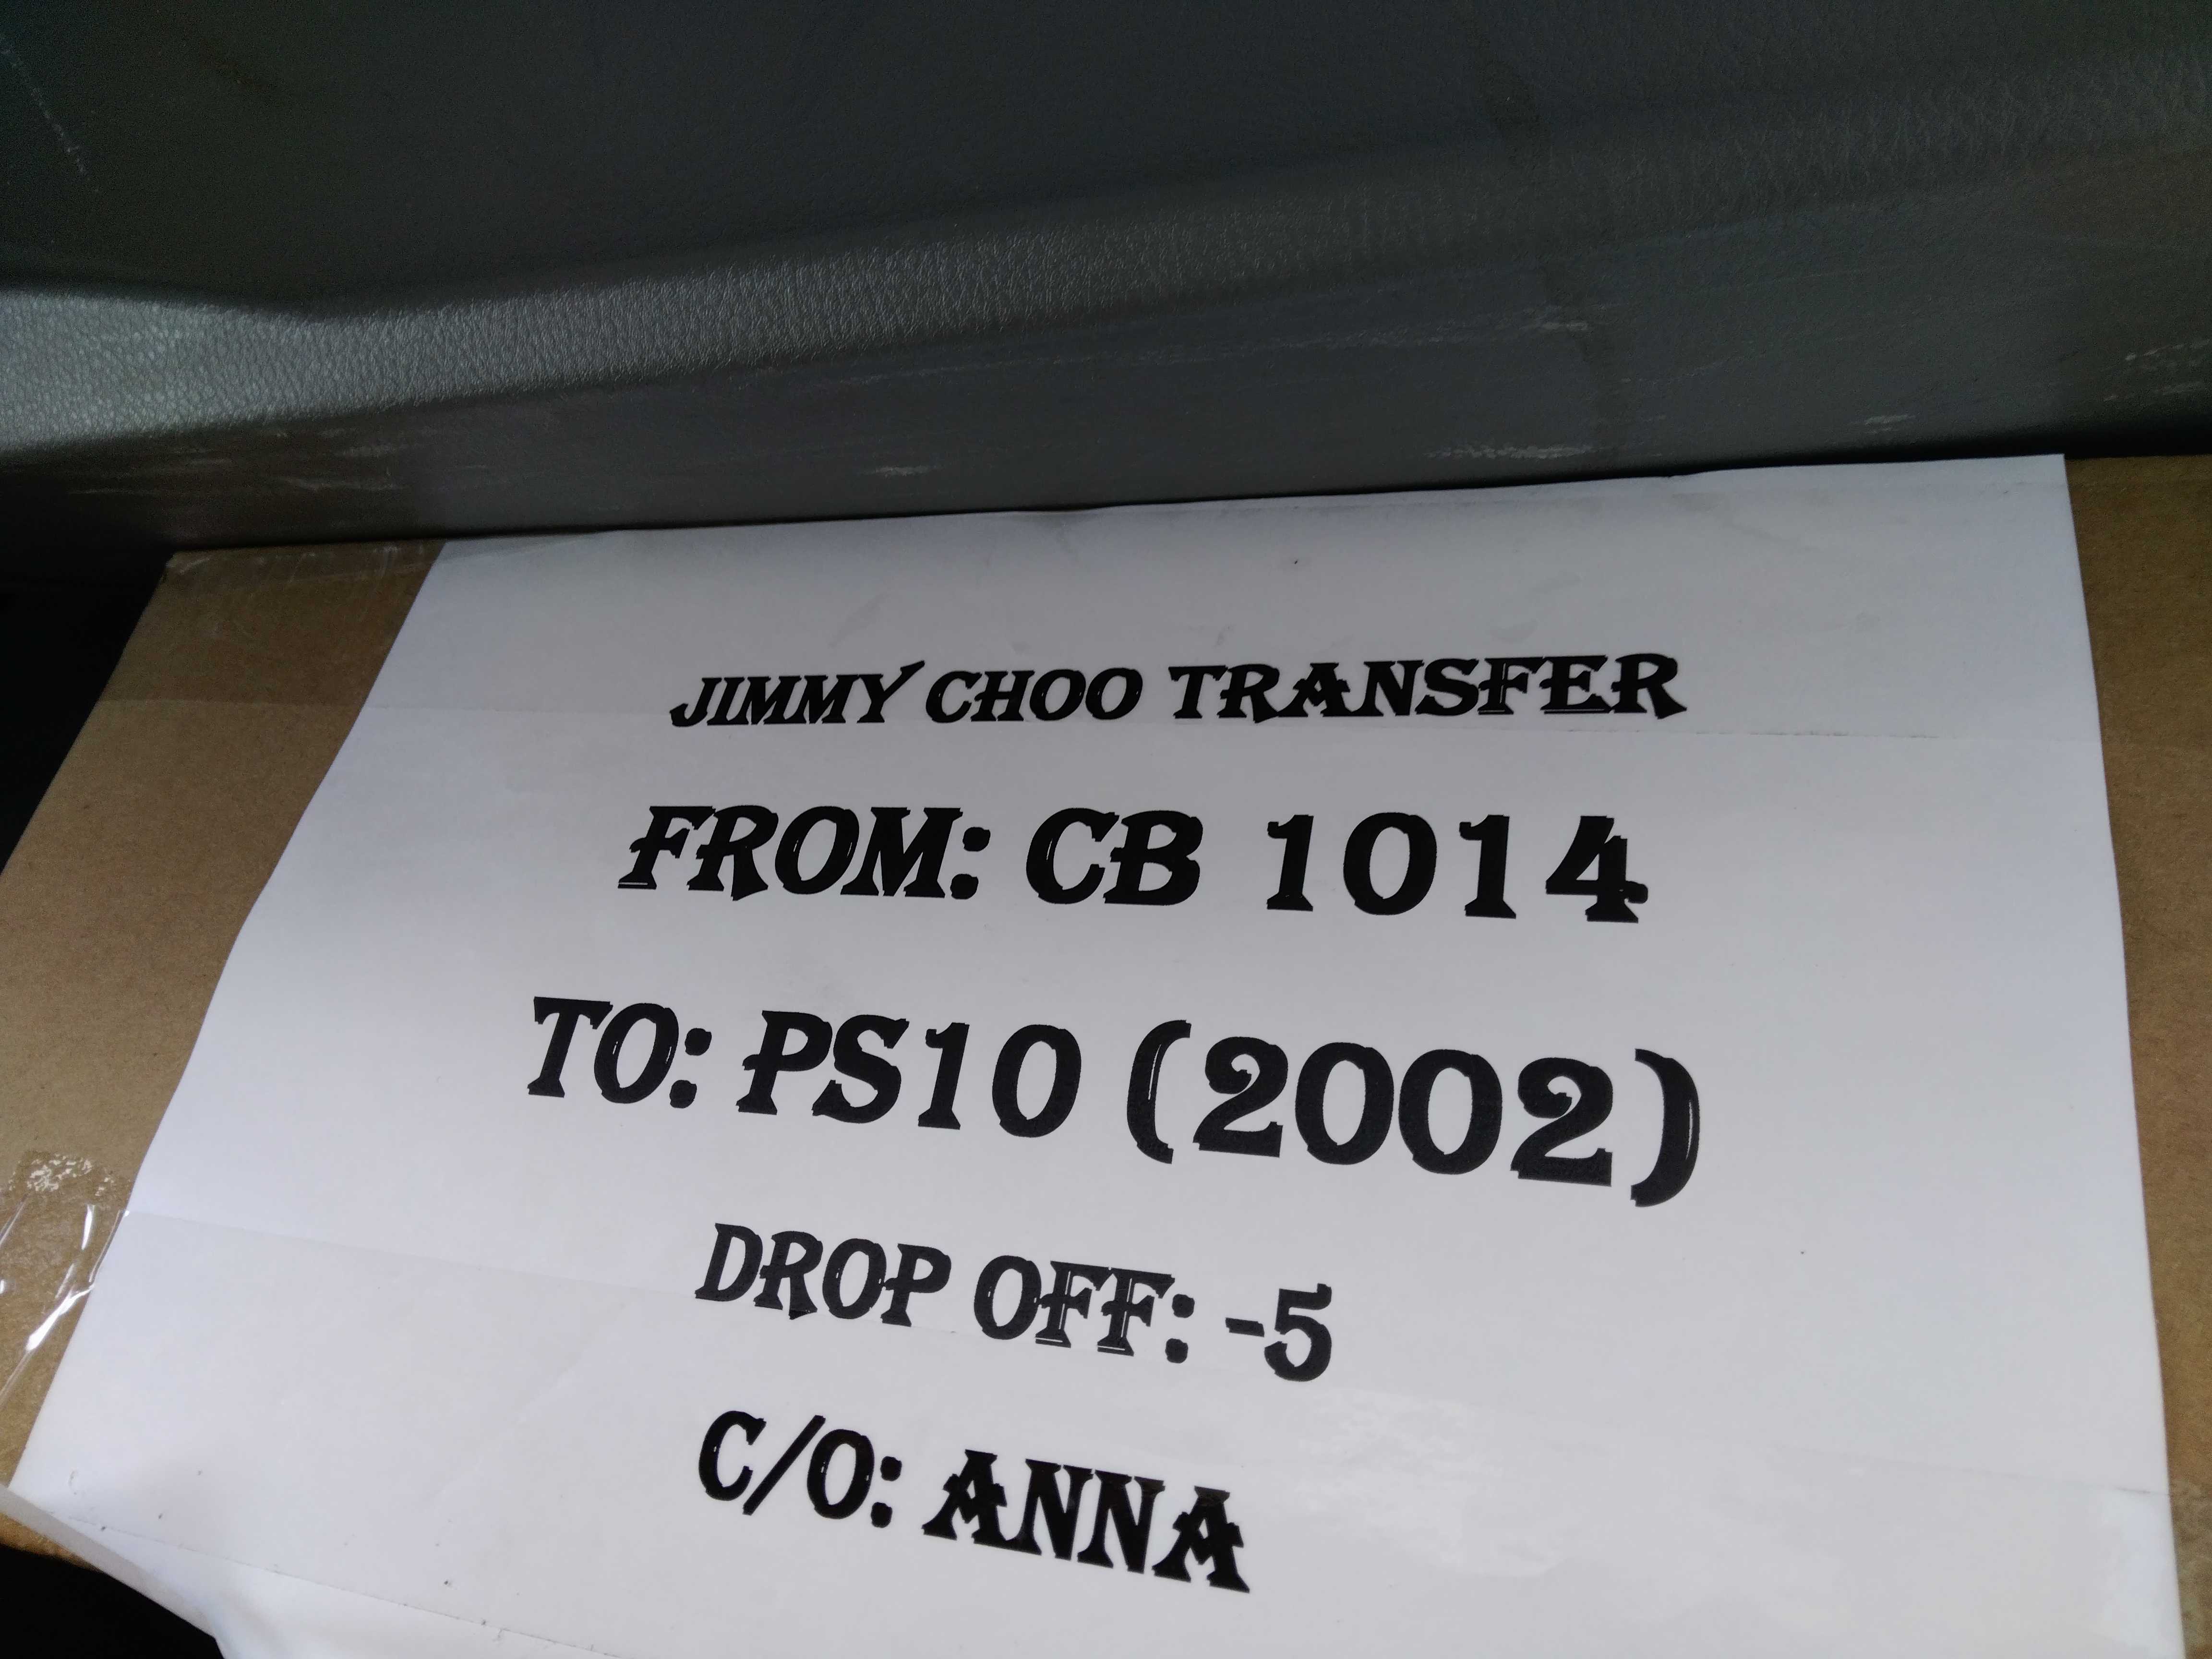 JIMMY CHOO TRANSFER
FROM: CB 1014
TO: PS10 (2002)
DROP OFF: -5
C/O: ANNA